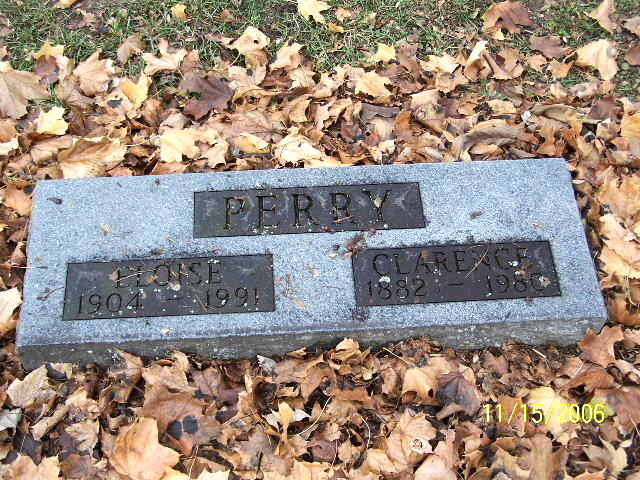 PERRY
ELOISE
1904 - 1991
CLARENCE
1882 - 1980
11/15/2006